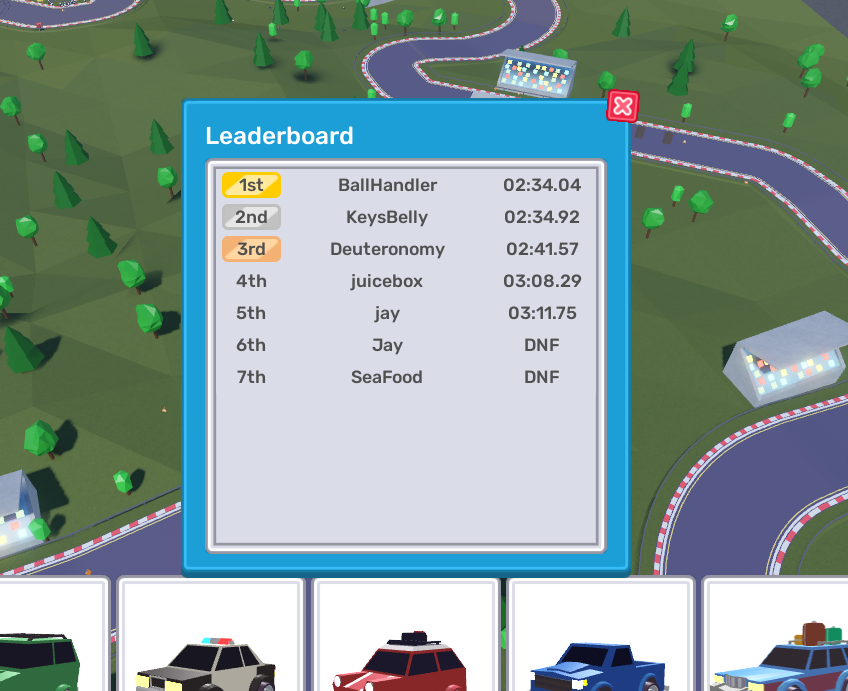 Leaderboard
1st BallHandler 02:34.04
2nd KeysBelly 02:34.92
3rd Deuteronomy 02:41.57
4th juicebox 03:08.29
5th jay 03:11.75
6th Jay DNF
7th SeaFood DNF